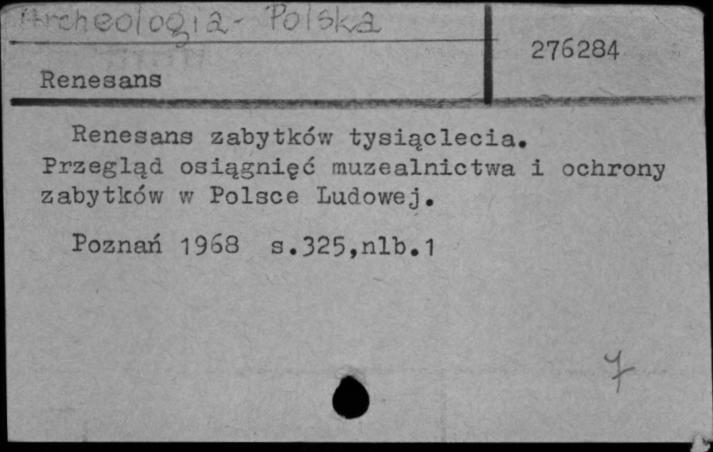 Archeologia - Polska
276284
Renesans
Renesans zabytków tysiąclecia.
Przegląd osiągnięć muzealnictwa i ochrony
zabytków w Polsce Ludowej.
Poznań 1968 s.325,nlb.1
7